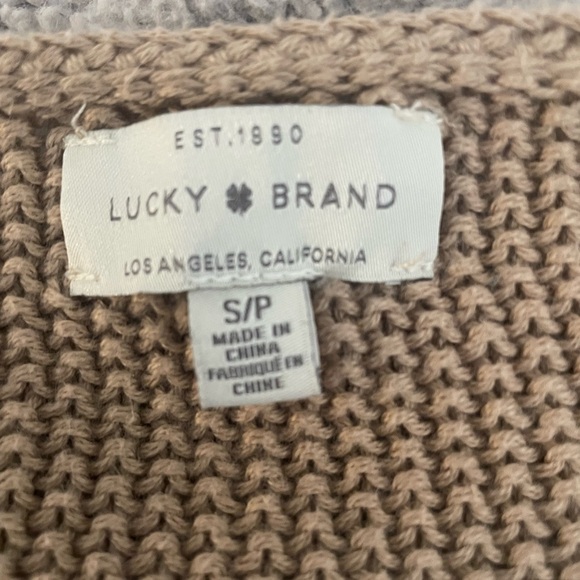 EST.1990
LUCKY BRAND
LOS ANGELES, CALIFORNIA
S/P
MADE IN
CHINA
FABRIQUÉ EN
CHINE